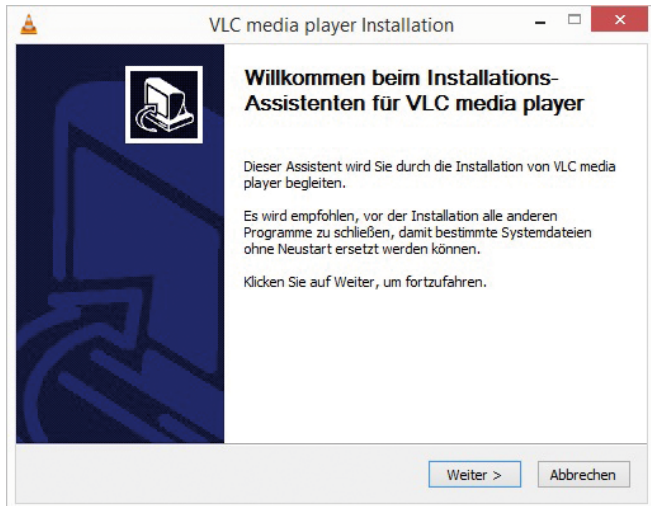 VLC media player Installation
Willkommen beim Installations-
Assistenten für VLC media player
Dieser Assistent wird Sie durch die Installation von VLC media
player begleiten.
Es wird empfohlen, vor der Installation alle anderen
Programme zu schließen, damit bestimmte Systemdateien
ohne Neustart ersetzt werden können.
Klicken Sie auf Weiter, um fortzufahren.
Weiter >
Abbrechen